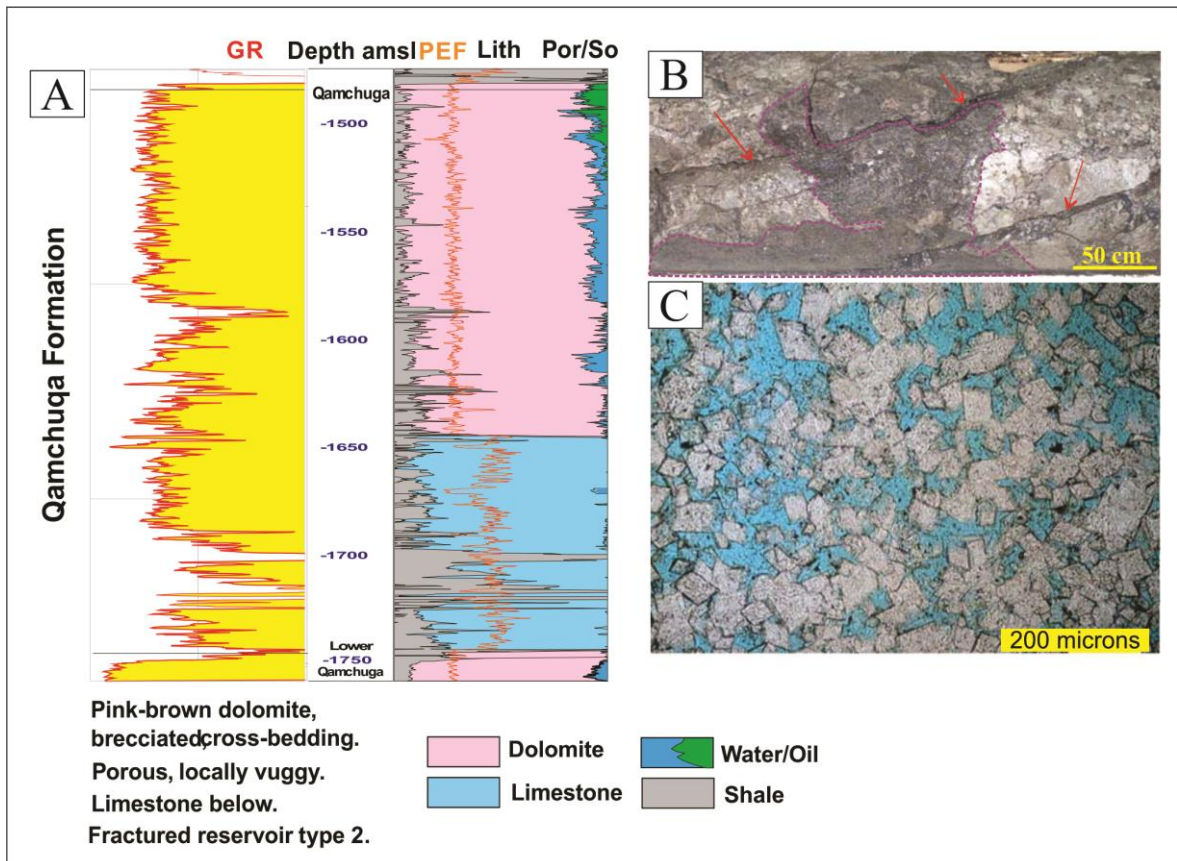 GR Depth amsl PEF Lith Por/So
A
Qamchuga
-1500
-1550
-1600
-1650
-1700
Lower
-1750
Qamchuga
Qamchuqa Formation
B
50 cm
C
200 microns
Pink-brown dolomite,
brecciated,cross-bedding.
Porous, locally vuggy.
Limestone below.
Fractured reservoir type 2.
Dolomite
Water/Oil
Limestone
Shale